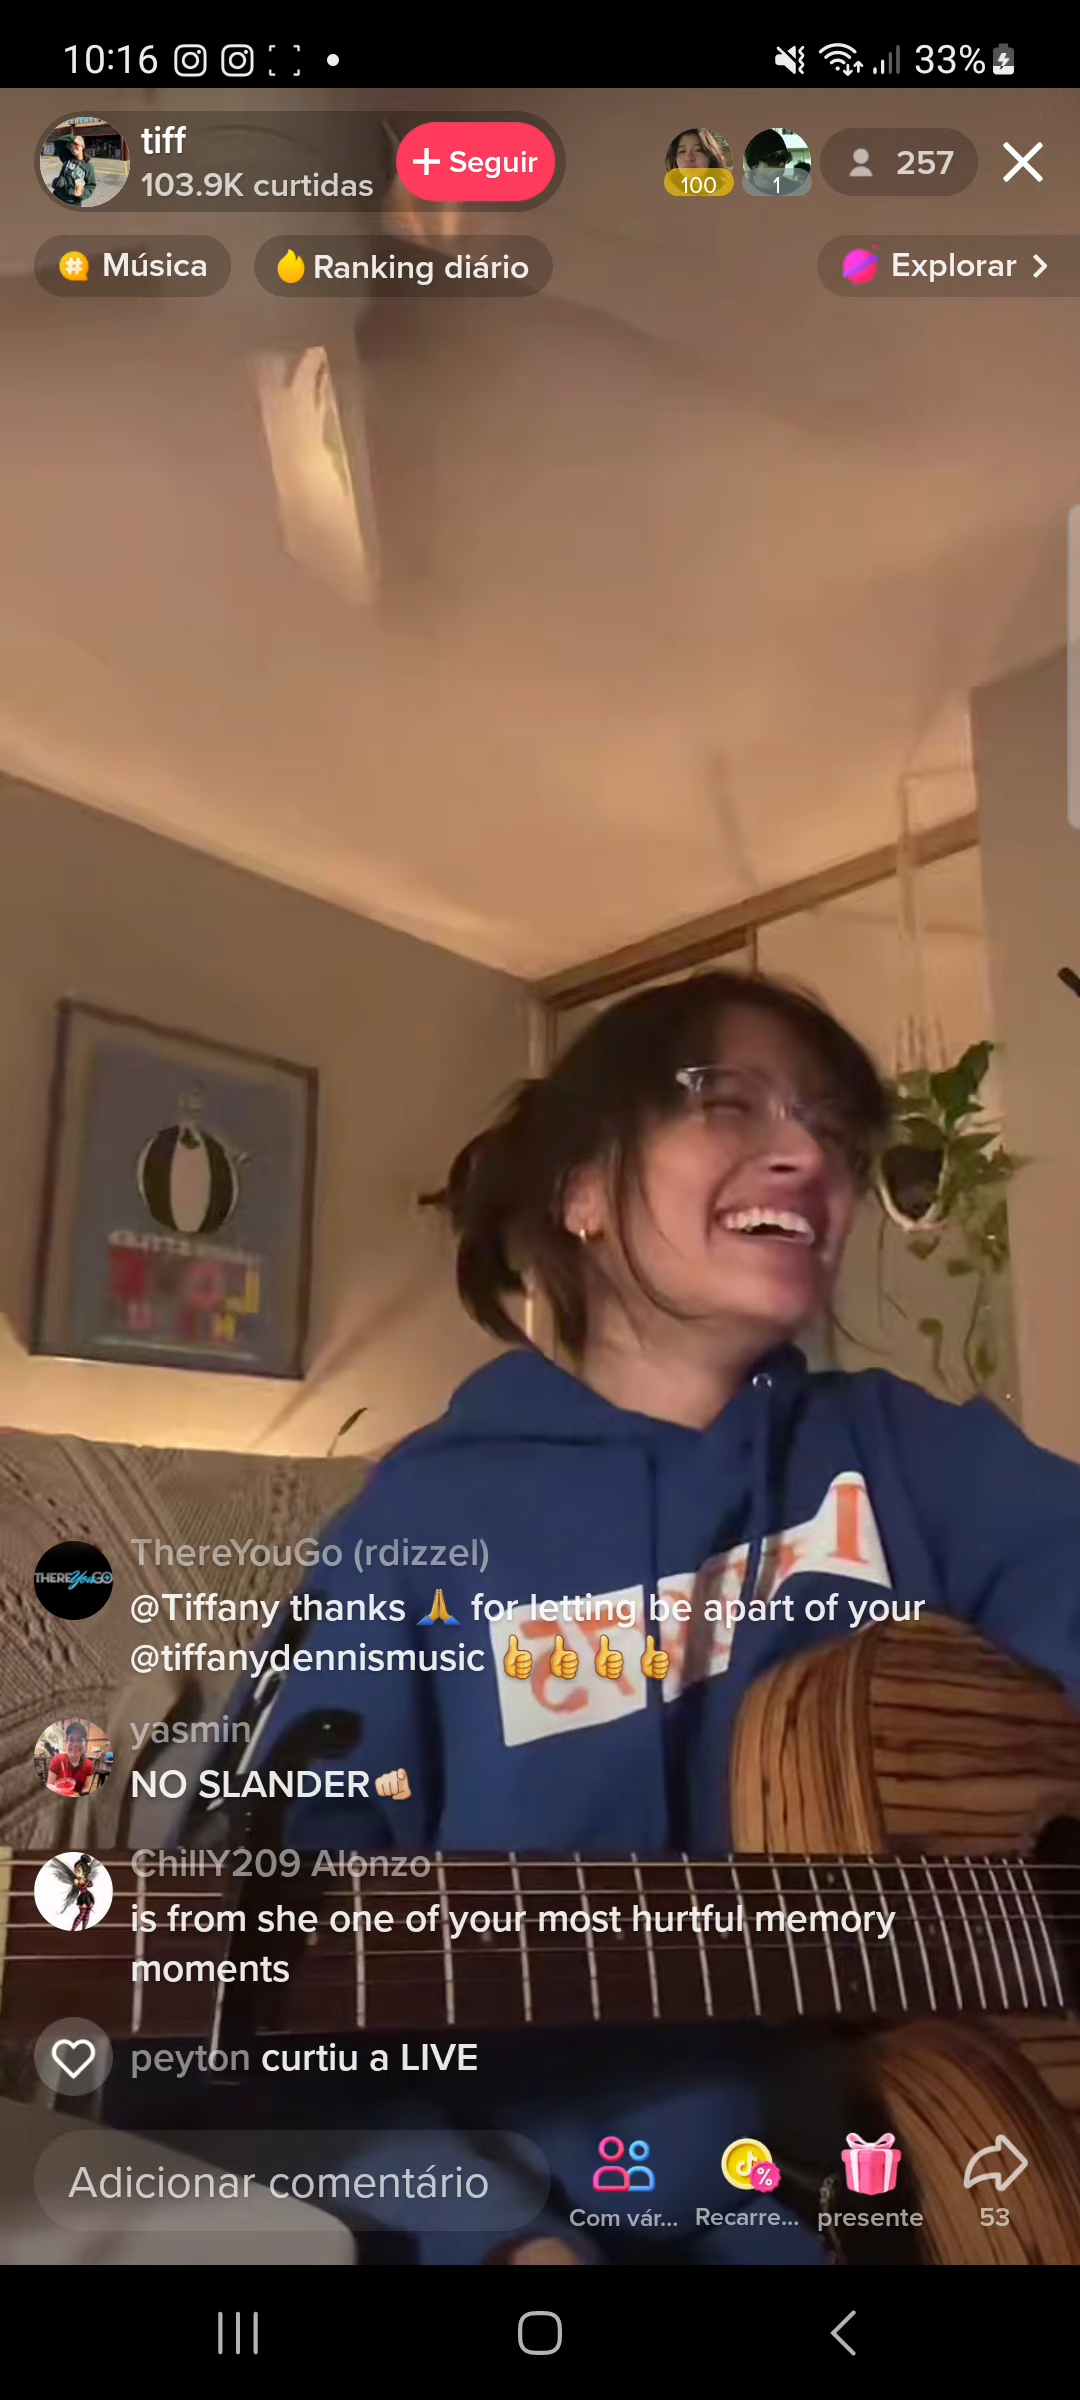 10:16
33%
tiff
103.9K curtidas
+ Seguir
100
1
257
Música
Ranking diário
Explorar >
ThereYouGo (rdizzel)
THEREYouGO
@Tiffany thanks 🙏 for letting be apart of your
@tiffanydennismusic 👍👍👍👍
yasmin
NO SLANDER🫵🏼
ChillY209 Alonzo
is from she one of your most hurtful memory
moments
peyton curtiu a LIVE
Adicionar comentário
Com vár...
Recarre...
presente
53